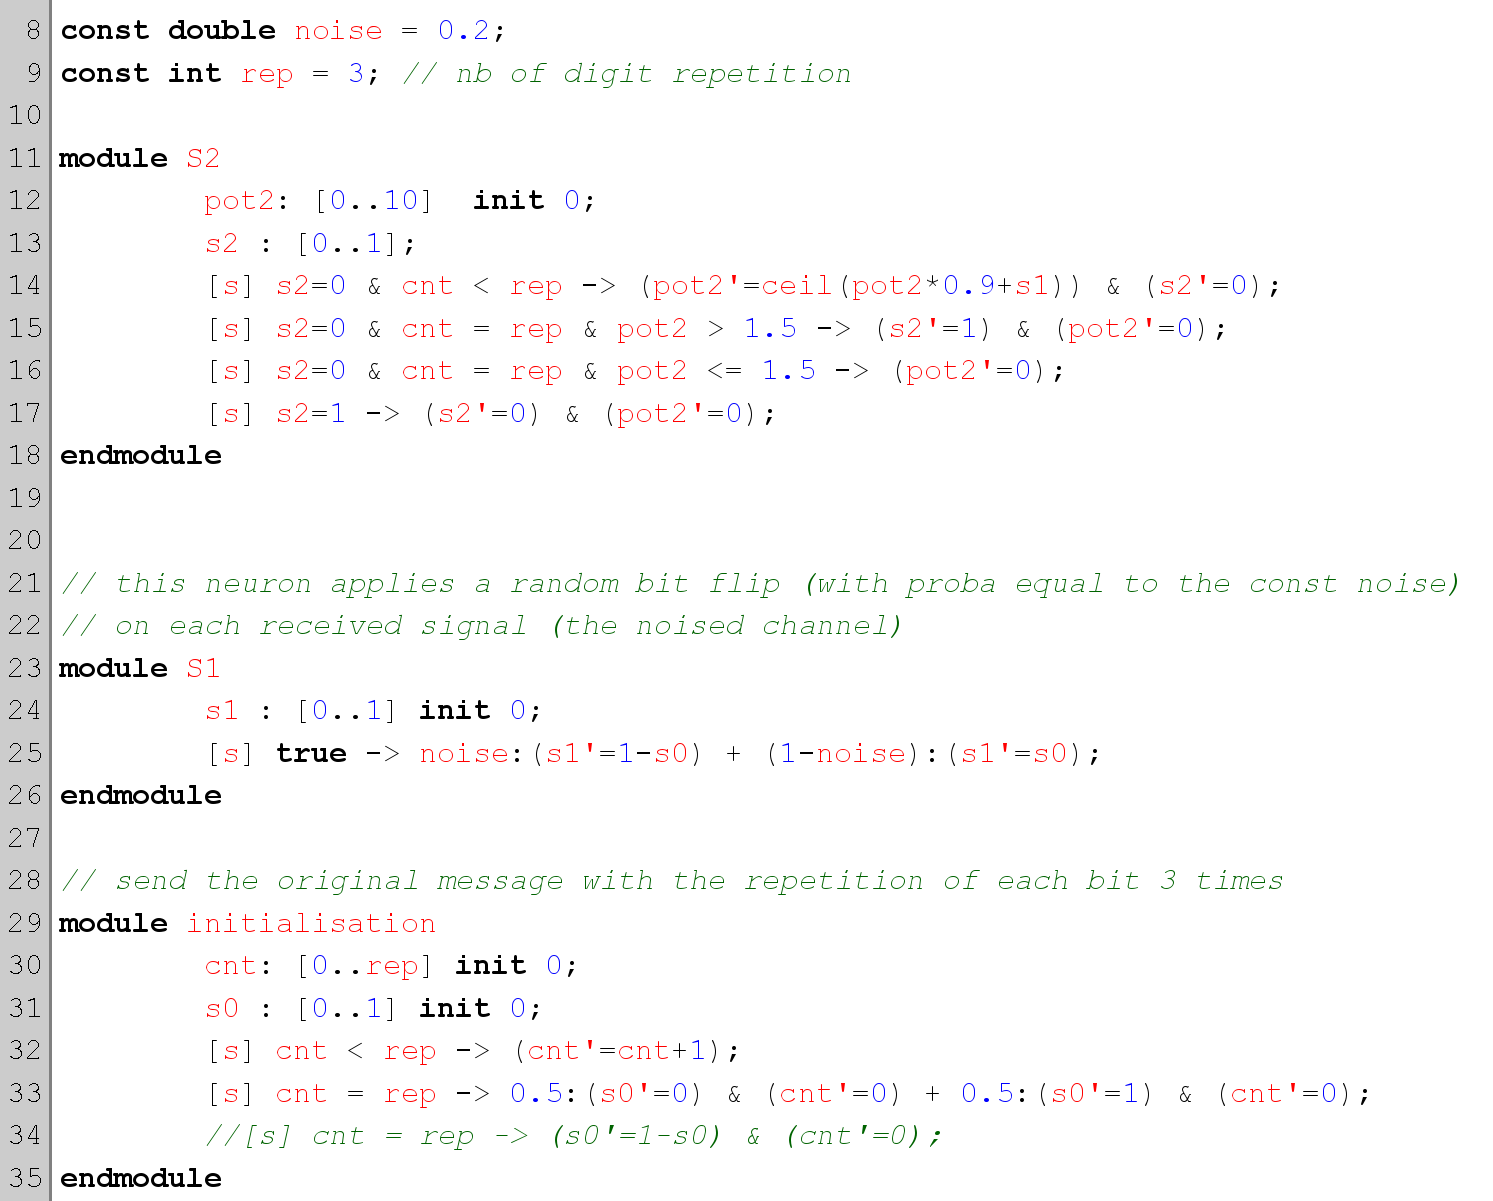 8 const double noise = 0.2;
9 const int rep = 3; // nb of digit repetition
10
11 module S2
12 pot2: [0..10]  init 0;
13 s2 : [0..1];
14 [s] s2=0 & cnt < rep -> (pot2'=ceil(pot2*0.9+s1)) & (s2'=0);
15 [s] s2=0 & cnt = rep & pot2 > 1.5 -> (s2'=1) & (pot2'=0);
16 [s] s2=0 & cnt = rep & pot2 <= 1.5 -> (pot2'=0);
17 [s] s2=1 -> (s2'=0) & (pot2'=0);
18 endmodule
19
20
21 // this neuron applies a random bit flip (with proba equal to the const noise)
22 // on each received signal (the noised channel)
23 module S1
24 s1 : [0..1] init 0;
25 [s] true -> noise:(s1'=1-s0) + (1-noise):(s1'=s0);
26 endmodule
27
28 // send the original message with the repetition of each bit 3 times
29 module initialisation
30 cnt: [0..rep] init 0;
31 s0 : [0..1] init 0;
32 [s] cnt < rep -> (cnt'=cnt+1);
33 [s] cnt = rep -> 0.5:(s0'=0) & (cnt'=0) + 0.5:(s0'=1) & (cnt'=0);
34 //[s] cnt = rep -> (s0'=1-s0) & (cnt'=0);
35 endmodule